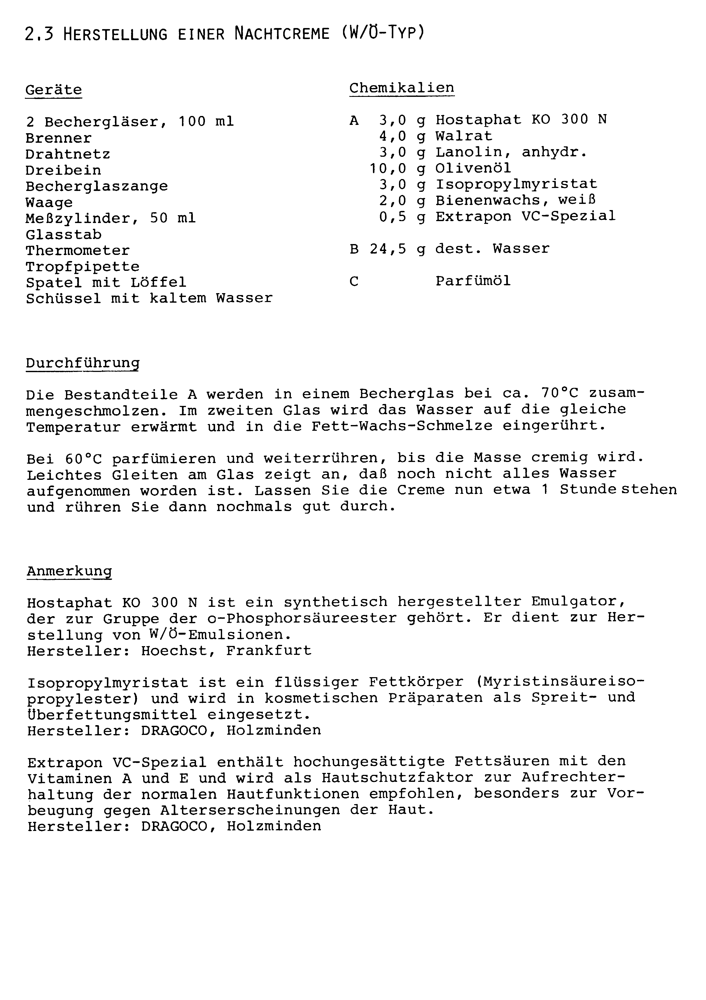 2.3 HERSTELLUNG EINER NACHTCREME (W/Ö-TYP)
Geräte
2 Bechergläser, 100 ml
Brenner
Drahtnetz
Dreibein
Becherglaszange
Waage
Meßzylinder, 50 ml
Glasstab
Thermometer
Tropfpipette
Spatel mit Löffel
Schüssel mit kaltem Wasser
Chemikalien
A 3,0 g Hostaphat KO 300 N
4,0 g Walrat
3,0 g Lanolin, anhydr.
10,0 g Olivenöl
3,0 g Isopropylmyristat
2,0 g Bienenwachs, weiß
0,5 g Extrapon VC-Spezial
B 24,5 g dest. Wasser
C Parfümöl
Durchführung
Die Bestandteile A werden in einem Becherglas bei ca. 70°C zusam-
mengeschmolzen. Im zweiten Glas wird das Wasser auf die gleiche
Temperatur erwärmt und in die Fett-Wachs-Schmelze eingerührt.
Bei 60°C parfümieren und weiterrühren, bis die Masse cremig wird.
Leichtes Gleiten am Glas zeigt an, daß noch nicht alles Wasser
aufgenommen worden ist. Lassen Sie die Creme nun etwa 1 Stunde stehen
und rühren Sie dann nochmals gut durch.
Anmerkung
Hostaphat KO 300 N ist ein synthetisch hergestellter Emulgator,
der zur Gruppe der o-Phosphorsäureester gehört. Er dient zur Her-
stellung von W/Ö-Emulsionen.
Hersteller: Hoechst, Frankfurt
Isopropylmyristat ist ein flüssiger Fettkörper (Myristinsäureiso-
propylester) und wird in kosmetischen Präparaten als Spreit- und
Überfettungsmittel eingesetzt.
Hersteller: DRAGOCO, Holzminden
Extrapon VC-Spezial enthält hochungesättigte Fettsäuren mit den
Vitaminen A und E und wird als Hautschutzfaktor zur Aufrechter-
haltung der normalen Hautfunktionen empfohlen, besonders zur Vor-
beugung gegen Alterserscheinungen der Haut.
Hersteller: DRAGOCO, Holzminden